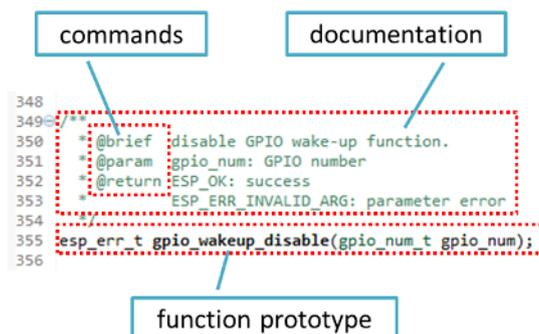 commands
documentation
348
349 /**
350 * @brief disable GPIO wake-up function.
351 * @param gpio_num: GPIO number
352 * @return ESP_OK: success
353 * ESP_ERR_INVALID_ARG: parameter error
354 */
355 esp_err_t gpio_wakeup_disable(gpio_num_t gpio_num);
356
function prototype